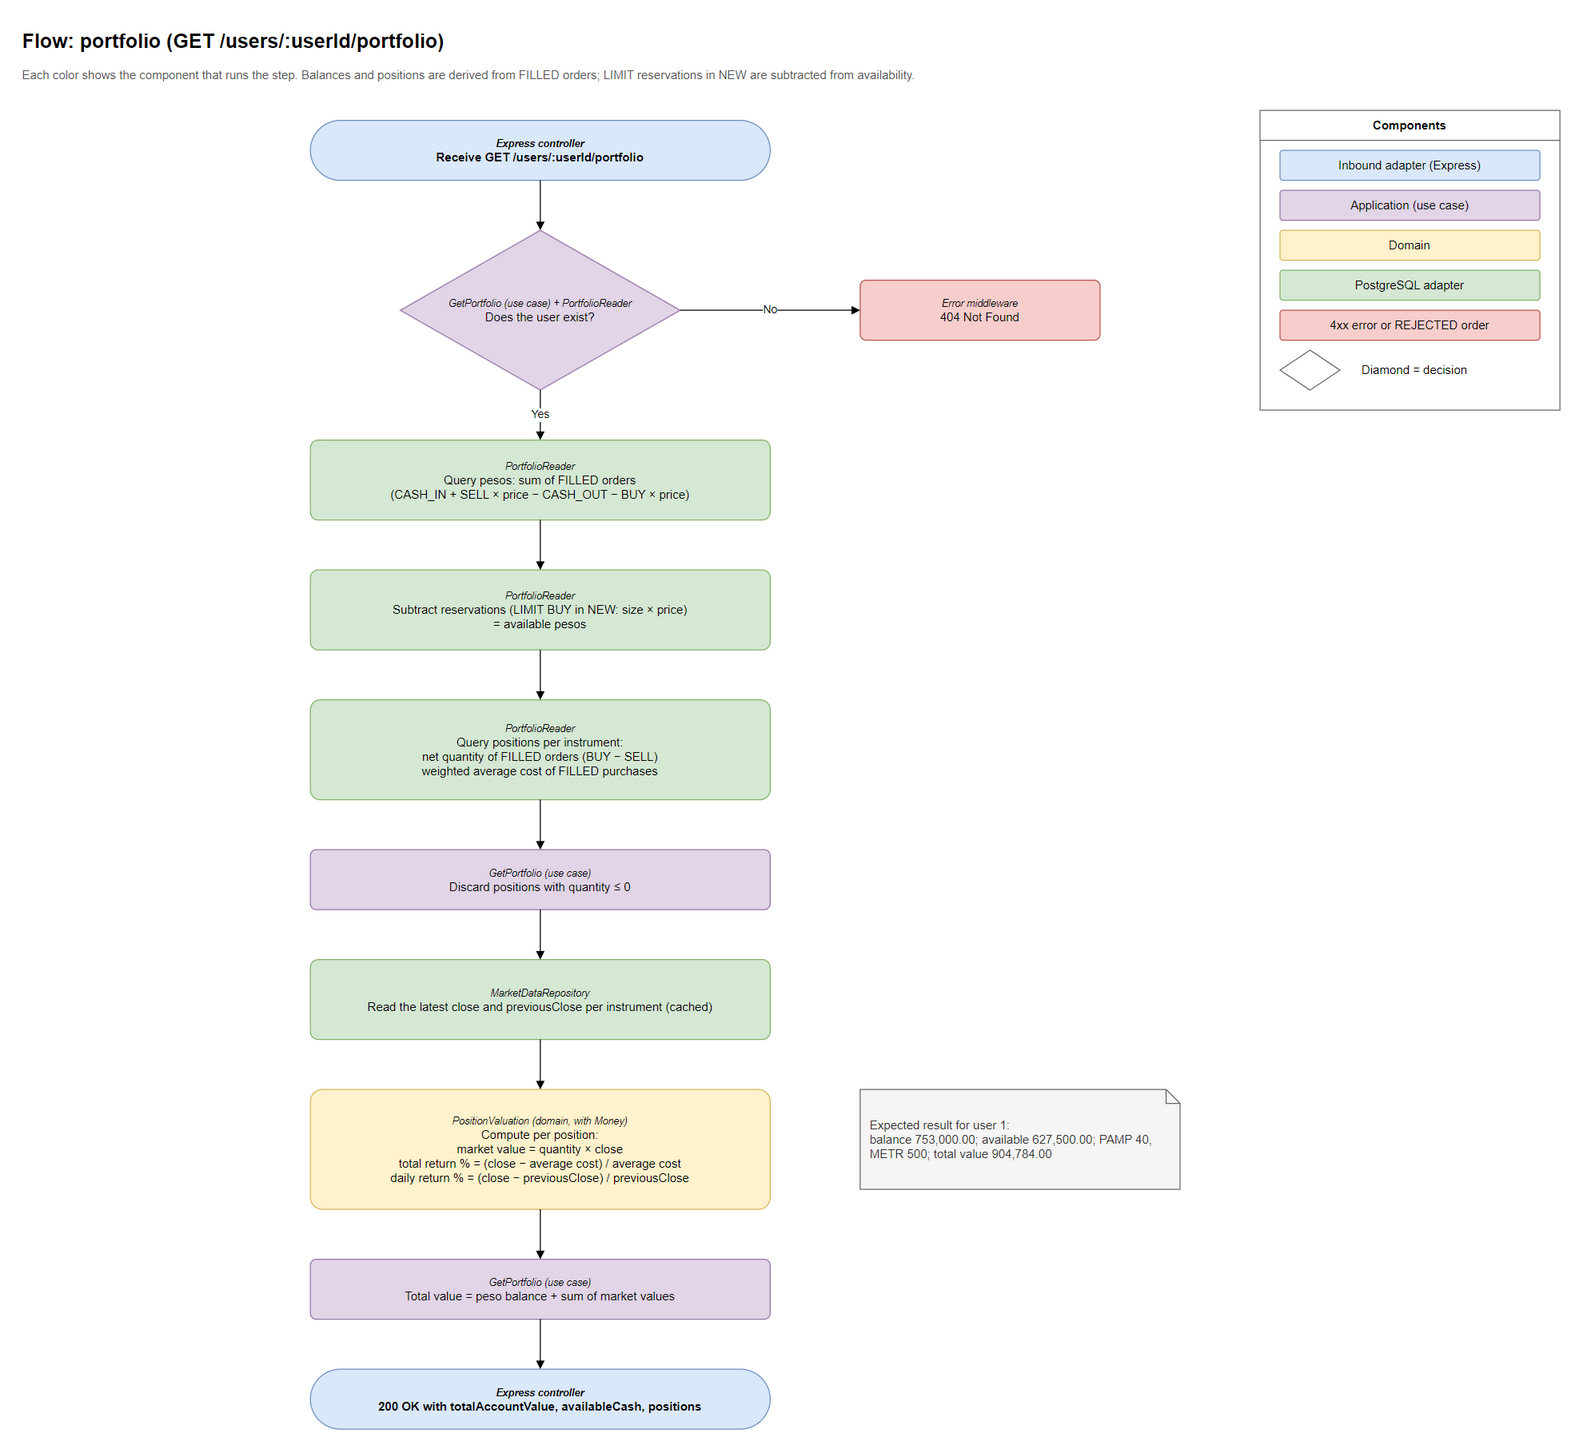 Flow: portfolio (GET /users/:userId/portfolio)
Each color shows the component that runs the step. Balances and positions are derived from FILLED orders; LIMIT reservations in NEW are subtracted from availability.
Express controller
Receive GET /users/:userId/portfolio
GetPortfolio (use case) + PortfolioReader
Does the user exist?
No
Error middleware
404 Not Found
Yes
PortfolioReader
Query pesos: sum of FILLED orders
(CASH_IN + SELL × price − CASH_OUT − BUY × price)
PortfolioReader
Subtract reservations (LIMIT BUY in NEW: size × price)
= available pesos
PortfolioReader
Query positions per instrument:
net quantity of FILLED orders (BUY − SELL)
weighted average cost of FILLED purchases
GetPortfolio (use case)
Discard positions with quantity ≤ 0
MarketDataRepository
Read the latest close and previousClose per instrument (cached)
PositionValuation (domain, with Money)
Compute per position:
market value = quantity × close
total return % = (close − average cost) / average cost
daily return % = (close − previousClose) / previousClose
Expected result for user 1:
balance 753,000.00; available 627,500.00; PAMP 40,
METR 500; total value 904,784.00
GetPortfolio (use case)
Total value = peso balance + sum of market values
Express controller
200 OK with totalAccountValue, availableCash, positions
Components
Inbound adapter (Express)
Application (use case)
Domain
PostgreSQL adapter
4xx error or REJECTED order
Diamond = decision